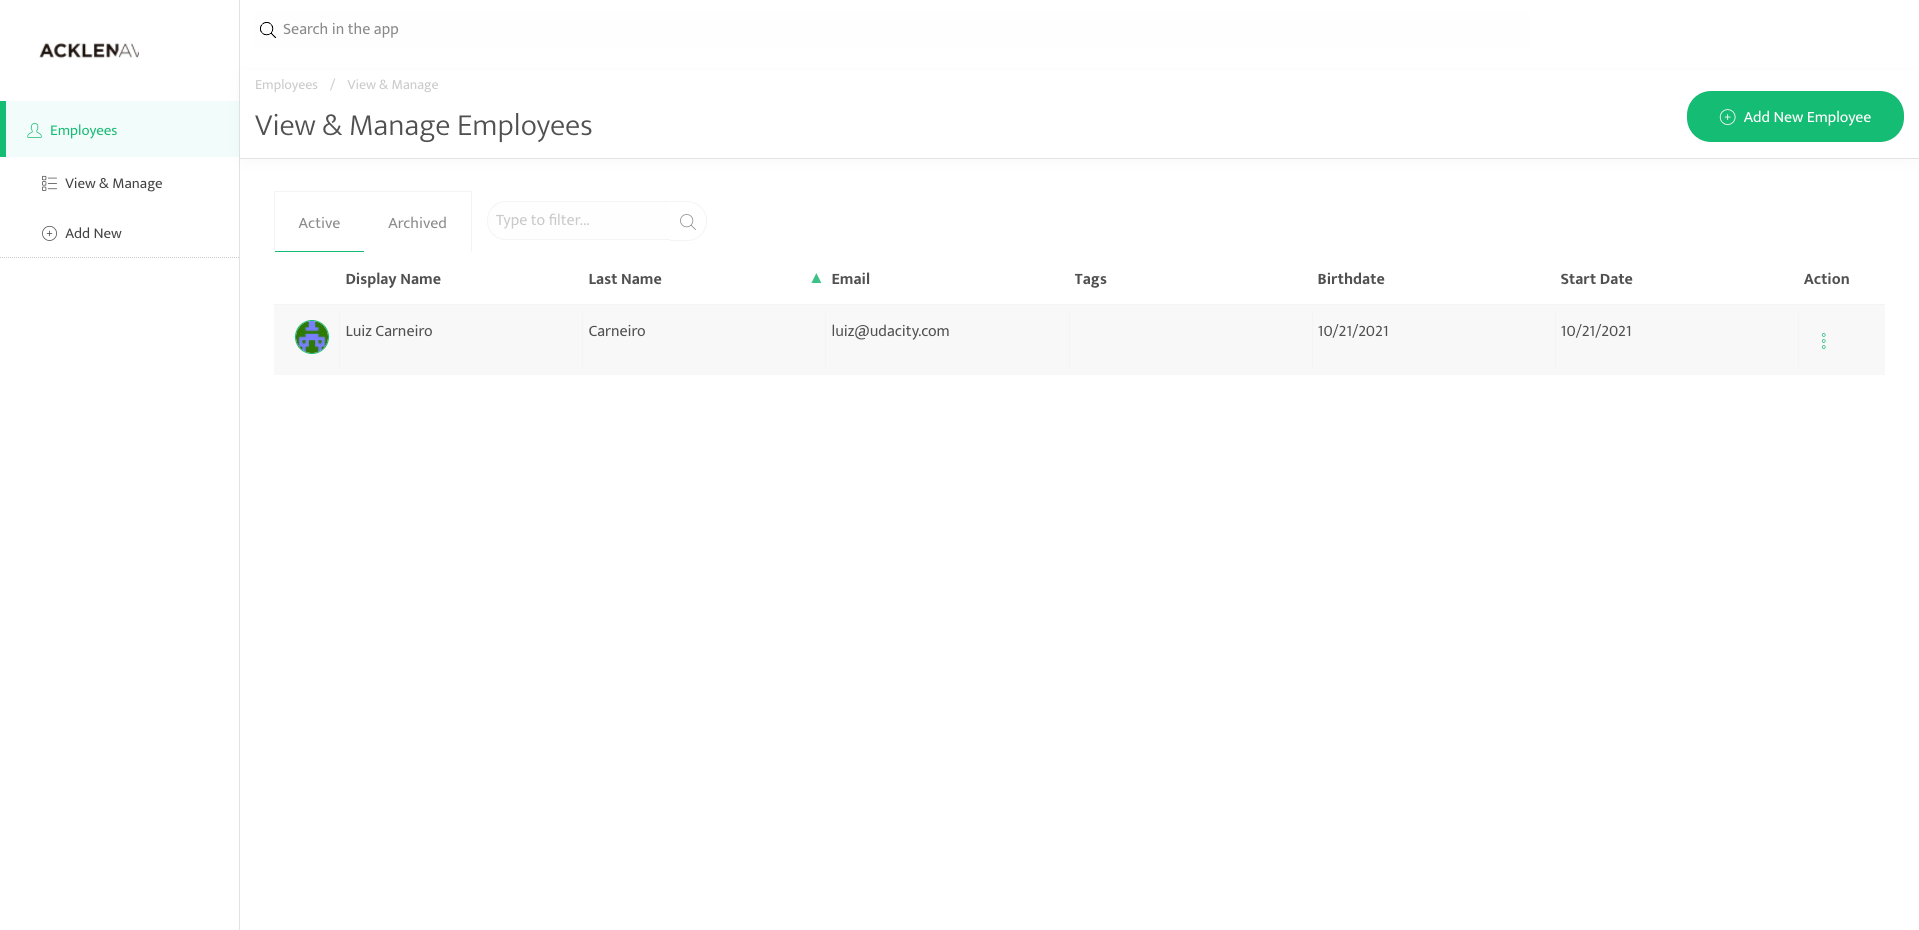 Search in the app
ACKLENAV
Employees / View & Manage
View & Manage Employees
Add New Employee
Employees
View & Manage
Add New
Active Archived Type to filter...
Display Name Last Name ▲ Email Tags Birthdate Start Date Action
Luiz Carneiro Carneiro luiz@udacity.com 10/21/2021 10/21/2021